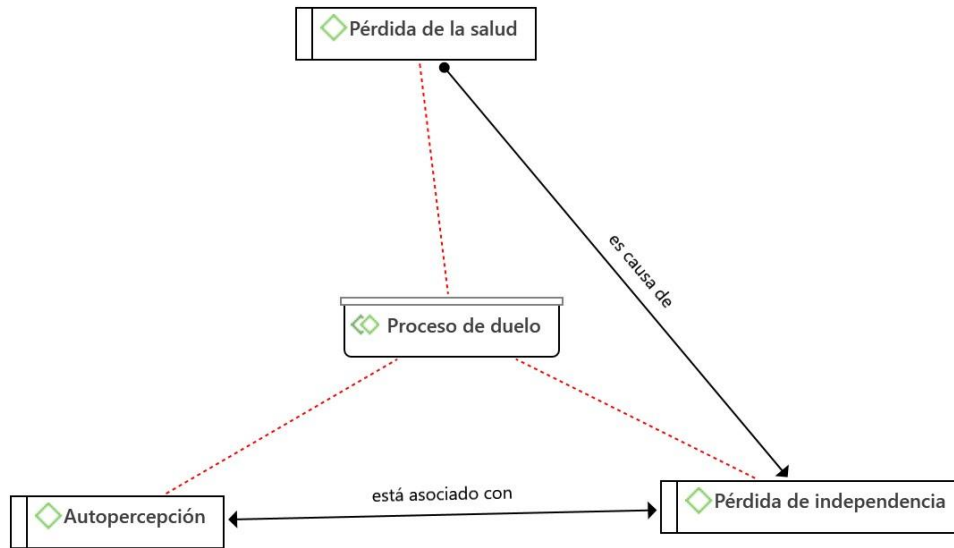 Pérdida de la salud
es causa de
Proceso de duelo
está asociado con
Pérdida de independencia
Autopercepción